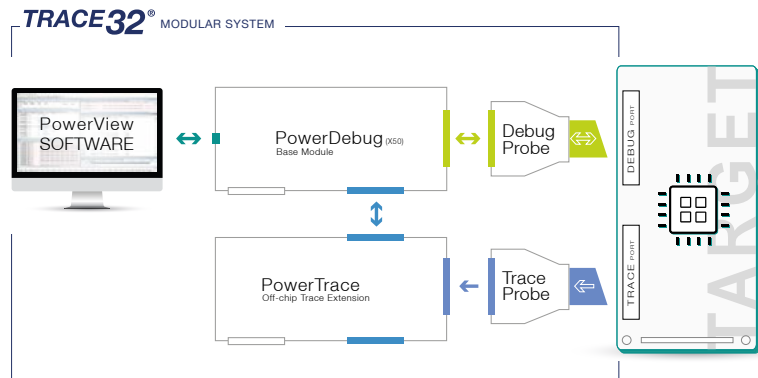 TRACE32® MODULAR SYSTEM
PowerView
SOFTWARE
PowerDebug (X50)
Base Module
Debug
Probe
DEBUG PORT
TARGET
PowerTrace
Off-chip Trace Extension
Trace
Probe
TRACE PORT